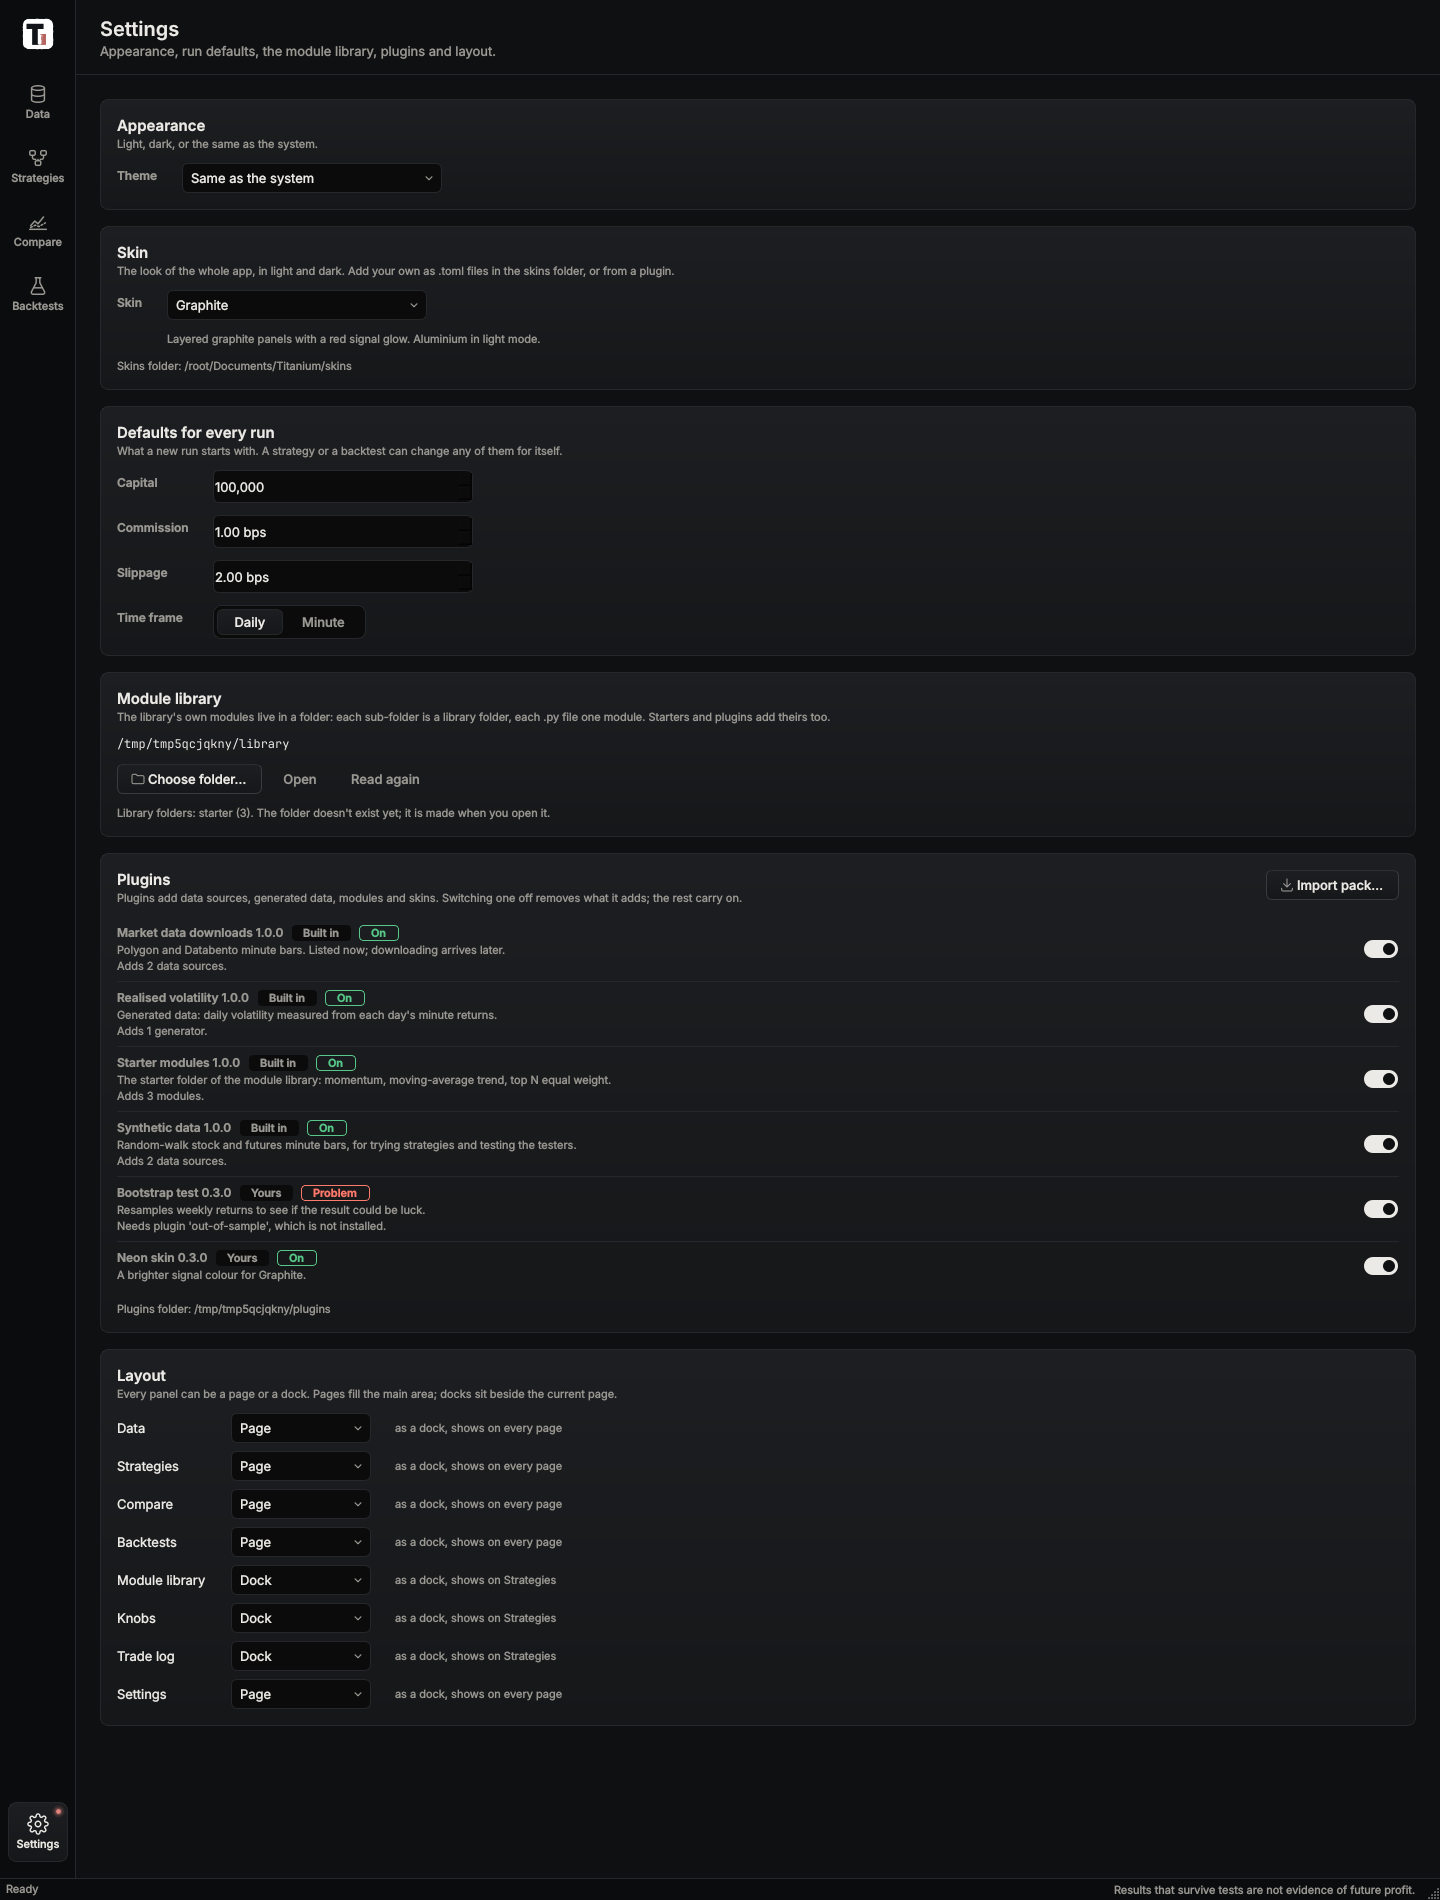 Ti
Settings
Appearance, run defaults, the module library, plugins and layout.
Data
Strategies
Compare
Backtests
Appearance
Light, dark, or the same as the system.
Theme Same as the system
Skin
The look of the whole app, in light and dark. Add your own as .toml files in the skins folder, or from a plugin.
Skin Graphite
Layered graphite panels with a red signal glow. Aluminium in light mode.
Skins folder: /root/Documents/Titanium/skins
Defaults for every run
What a new run starts with. A strategy or a backtest can change any of them for itself.
Capital 100,000
Commission 1.00 bps
Slippage 2.00 bps
Time frame Daily Minute
Module library
The library's own modules live in a folder: each sub-folder is a library folder, each .py file one module. Starters and plugins add theirs too.
/tmp/tmp5qcjqkny/library
Choose folder... Open Read again
Library folders: starter (3). The folder doesn't exist yet; it is made when you open it.
Plugins
Plugins add data sources, generated data, modules and skins. Switching one off removes what it adds; the rest carry on.
Import pack...
Market data downloads 1.0.0 Built in On
Polygon and Databento minute bars. Listed now; downloading arrives later.
Adds 2 data sources.
Realised volatility 1.0.0 Built in On
Generated data: daily volatility measured from each day's minute returns.
Adds 1 generator.
Starter modules 1.0.0 Built in On
The starter folder of the module library: momentum, moving-average trend, top N equal weight.
Adds 3 modules.
Synthetic data 1.0.0 Built in On
Random-walk stock and futures minute bars, for trying strategies and testing the testers.
Adds 2 data sources.
Bootstrap test 0.3.0 Yours Problem
Resamples weekly returns to see if the result could be luck.
Needs plugin 'out-of-sample', which is not installed.
Neon skin 0.3.0 Yours On
A brighter signal colour for Graphite.
Plugins folder: /tmp/tmp5qcjqkny/plugins
Layout
Every panel can be a page or a dock. Pages fill the main area; docks sit beside the current page.
Data Page as a dock, shows on every page
Strategies Page as a dock, shows on every page
Compare Page as a dock, shows on every page
Backtests Page as a dock, shows on every page
Module library Dock as a dock, shows on Strategies
Knobs Dock as a dock, shows on Strategies
Trade log Dock as a dock, shows on Strategies
Settings Page as a dock, shows on every page
Settings
Ready
Results that survive tests are not evidence of future profit.